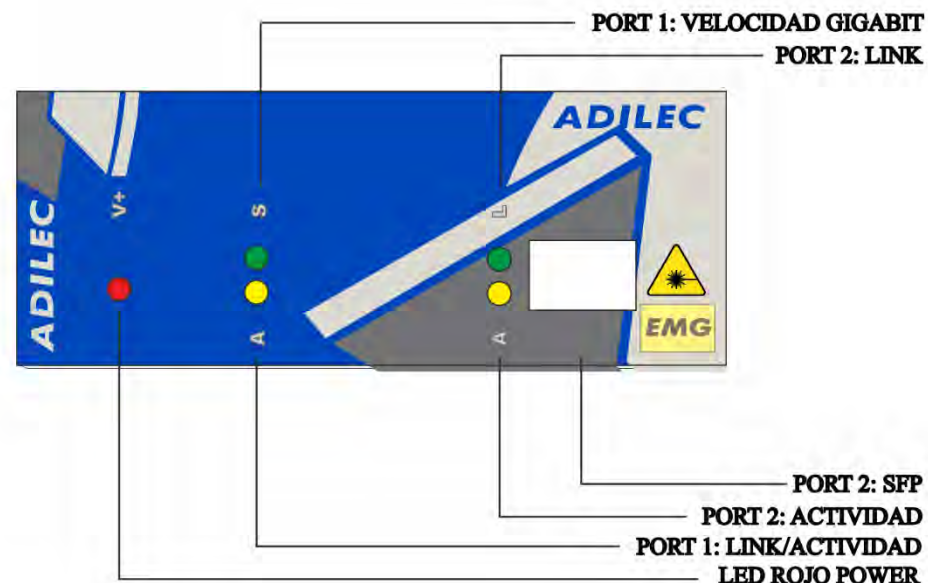 PORT 1: VELOCIDAD GIGABIT
PORT 2: LINK
ADILEC
ADILEC
V+
S
L
A
A
EMG
PORT 2: SFP
PORT 2: ACTIVIDAD
PORT 1: LINK/ACTIVIDAD
LED ROJO POWER